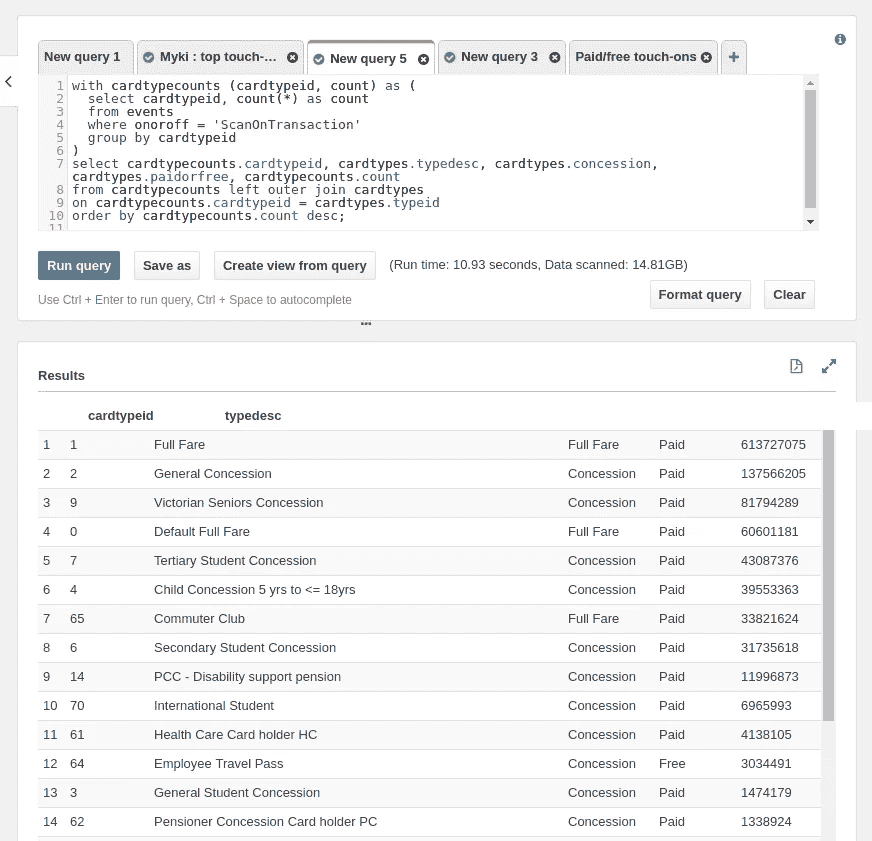 New query 1 Myki : top touch-... New query 5 New query 3 Paid/free touch-ons
1 with cardtypecounts (cardtypeid, count) as (
2 select cardtypeid, count(*) as count
3 from events
4 where onoroff = 'ScanOnTransaction'
5 group by cardtypeid
6 )
7 select cardtypecounts.cardtypeid, cardtypes.typedesc, cardtypes.concession,
cardtypes.paidorfree, cardtypecounts.count
8 from cardtypecounts left outer join cardtypes
9 on cardtypecounts.cardtypeid = cardtypes.typeid
10 order by cardtypecounts.count desc;
11
Run query Save as Create view from query (Run time: 10.93 seconds, Data scanned: 14.81GB)
Use Ctrl + Enter to run query, Ctrl + Space to autocomplete Format query Clear
Results
cardtypeid typedesc
1 1 Full Fare Full Fare Paid 613727075
2 2 General Concession Concession Paid 137566205
3 9 Victorian Seniors Concession Concession Paid 81794289
4 0 Default Full Fare Full Fare Paid 60601181
5 7 Tertiary Student Concession Concession Paid 43087376
6 4 Child Concession 5 yrs to <= 18yrs Concession Paid 39553363
7 65 Commuter Club Full Fare Paid 33821624
8 6 Secondary Student Concession Concession Paid 31735618
9 14 PCC - Disability support pension Concession Paid 11996873
10 70 International Student Concession Paid 6965993
11 61 Health Care Card holder HC Concession Paid 4138105
12 64 Employee Travel Pass Concession Free 3034491
13 3 General Student Concession Concession Paid 1474179
14 62 Pensioner Concession Card holder PC Concession Paid 1338924